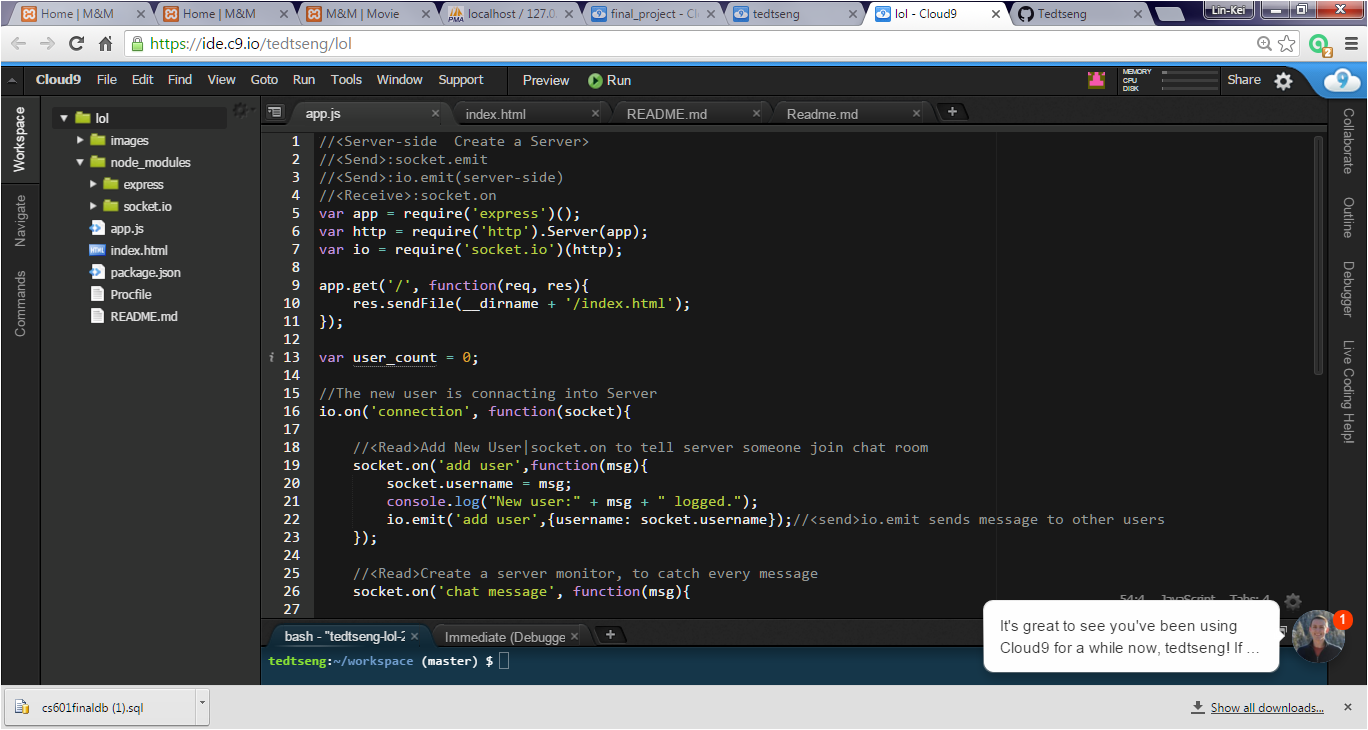 Home | M&M
Home | M&M
M&M | Movie
localhost / 127.0.
final_project - Cl
tedtseng
lol - Cloud9
Tedtseng
Lin-Kei
https://ide.c9.io/tedtseng/lol
2
Cloud9 File Edit Find View Goto Run Tools Window Support Preview Run
MEMORY
CPU
DISK
Share
9
Workspace
Navigate
Commands
lol
images
node_modules
express
socket.io
app.js
index.html
package.json
Procfile
README.md
app.js
index.html
README.md
Readme.md
1 //<Server-side  Create a Server>
2 //<Send>:socket.emit
3 //<Send>:io.emit(server-side)
4 //<Receive>:socket.on
5 var app = require('express')();
6 var http = require('http').Server(app);
7 var io = require('socket.io')(http);
8
9 app.get('/', function(req, res){
10     res.sendFile(__dirname + '/index.html');
11 });
12
13 var user_count = 0;
14
15 //The new user is connacting into Server
16 io.on('connection', function(socket){
17
18     //<Read>Add New User|socket.on to tell server someone join chat room
19     socket.on('add user',function(msg){
20         socket.username = msg;
21         console.log("New user:" + msg + " logged.");
22         io.emit('add user',{username: socket.username});//<send>io.emit sends message to other users
23     });
24
25     //<Read>Create a server monitor, to catch every message
26     socket.on('chat message', function(msg){
27
54:4 JavaScript Tabs: 4
Collaborate
Outline
Debugger
Live Coding Help!
bash - "tedtseng-lol-2
Immediate (Debugge
tedtseng:~/workspace (master) $
It's great to see you've been using
Cloud9 for a while now, tedtseng! If ...
1
cs601finaldb (1).sql
Show all downloads...